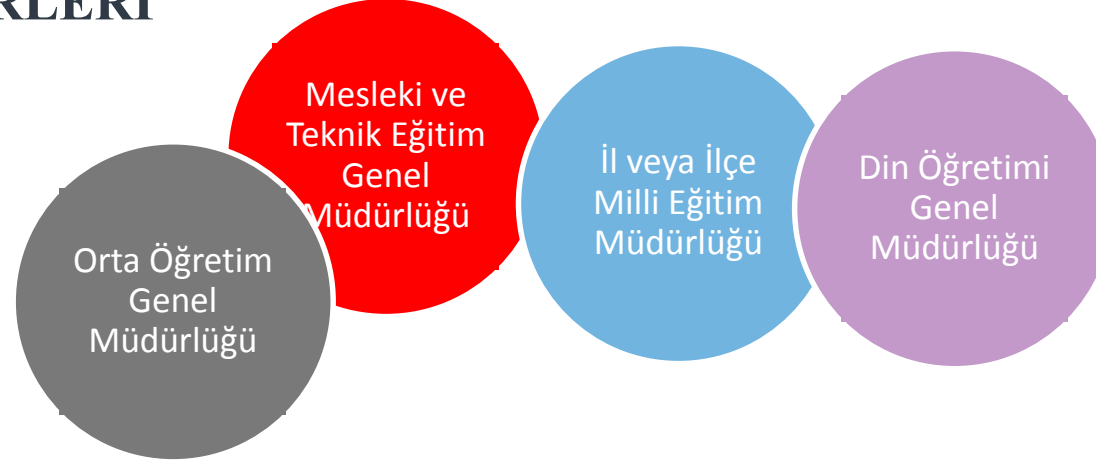 RLERİ
Mesleki ve
Teknik Eğitim
Genel
Müdürlüğü
İl veya İlçe
Milli Eğitim
Müdürlüğü
Din Öğretimi
Genel
Müdürlüğü
Orta Öğretim
Genel
Müdürlüğü